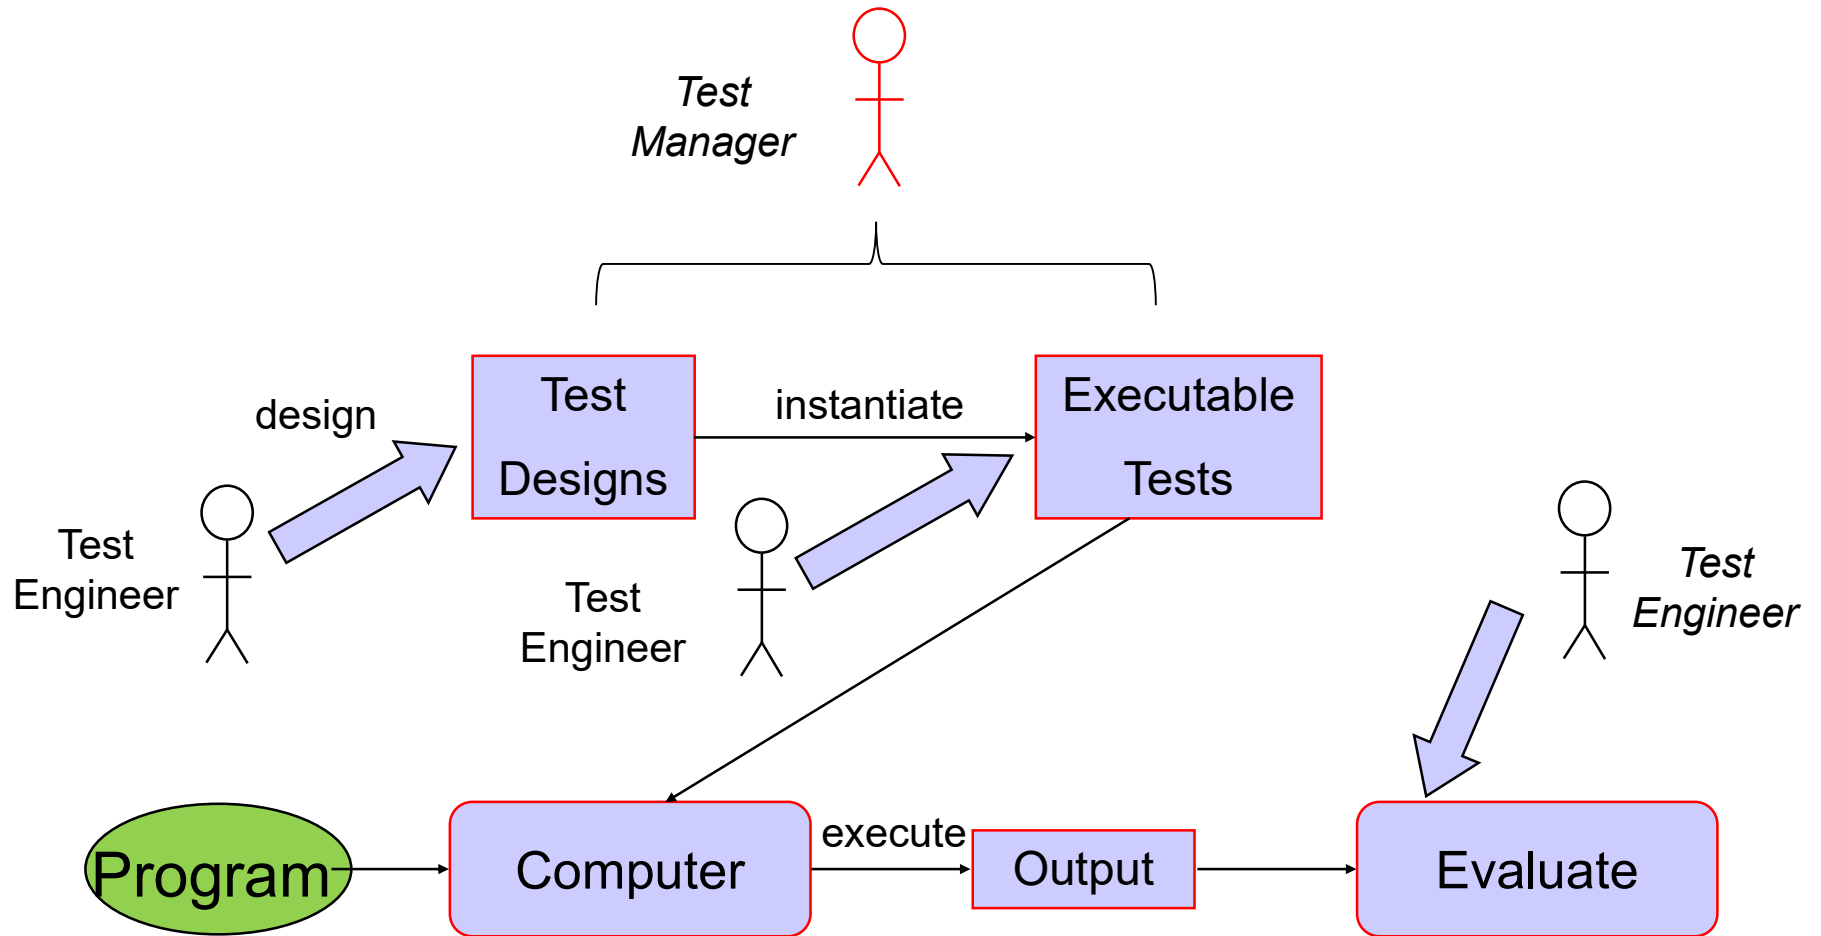 Test
Manager
design
Test
Designs
instantiate
Executable
Tests
Test
Engineer
Test
Engineer
Test
Engineer
Program
Computer
execute
Output
Evaluate